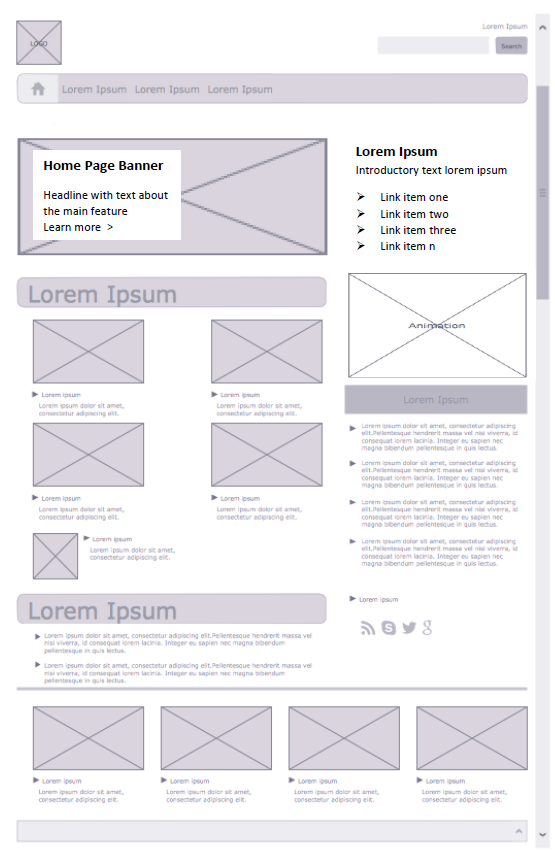 LOGO
Lorem Ipsum
Search
Lorem Ipsum Lorem Ipsum Lorem Ipsum
Home Page Banner
Headline with text about
the main feature
Learn more >
Lorem Ipsum
Introductory text lorem ipsum
Link item one
Link item two
Link item three
Link item n
Lorem Ipsum
Lorem ipsum
Lorem ipsum dolor sit amet,
consectetur adipiscing elit.
Lorem ipsum
Lorem ipsum dolor sit amet,
consectetur adipiscing elit.
Lorem ipsum
Lorem ipsum dolor sit amet,
consectetur adipiscing elit.
Lorem ipsum
Lorem ipsum dolor sit amet,
consectetur adipiscing elit.
Lorem ipsum
Lorem ipsum dolor sit amet,
consectetur adipiscing elit.
Animation
Lorem Ipsum
Lorem ipsum dolor sit amet, consectetur adipiscing
elit.Pellentesque hendrerit massa vel nisi viverra, id
consequat lorem lacinia. Integer eu sapien nec
magna bibendum pellentesque in quis lectus.
Lorem ipsum dolor sit amet, consectetur adipiscing
elit.Pellentesque hendrerit massa vel nisi viverra, id
consequat lorem lacinia. Integer eu sapien nec
magna bibendum pellentesque in quis lectus.
Lorem ipsum dolor sit amet, consectetur adipiscing
elit.Pellentesque hendrerit massa vel nisi viverra, id
consequat lorem lacinia. Integer eu sapien nec
magna bibendum pellentesque in quis lectus.
Lorem ipsum dolor sit amet, consectetur adipiscing
elit.Pellentesque hendrerit massa vel nisi viverra, id
consequat lorem lacinia. Integer eu sapien nec
magna bibendum pellentesque in quis lectus.
Lorem ipsum
Lorem Ipsum
Lorem ipsum dolor sit amet, consectetur adipiscing elit.Pellentesque hendrerit massa vel
nisi viverra, id consequat lorem lacinia. Integer eu sapien nec magna bibendum
pellentesque in quis lectus.
Lorem ipsum dolor sit amet, consectetur adipiscing elit.Pellentesque hendrerit massa vel
nisi viverra, id consequat lorem lacinia. Integer eu sapien nec magna bibendum
pellentesque in quis lectus.
Lorem ipsum
Lorem ipsum dolor sit amet,
consectetur adipiscing elit.
Lorem ipsum
Lorem ipsum dolor sit amet,
consectetur adipiscing elit.
Lorem ipsum
Lorem ipsum dolor sit amet,
consectetur adipiscing elit.
Lorem ipsum
Lorem ipsum dolor sit amet,
consectetur adipiscing elit.